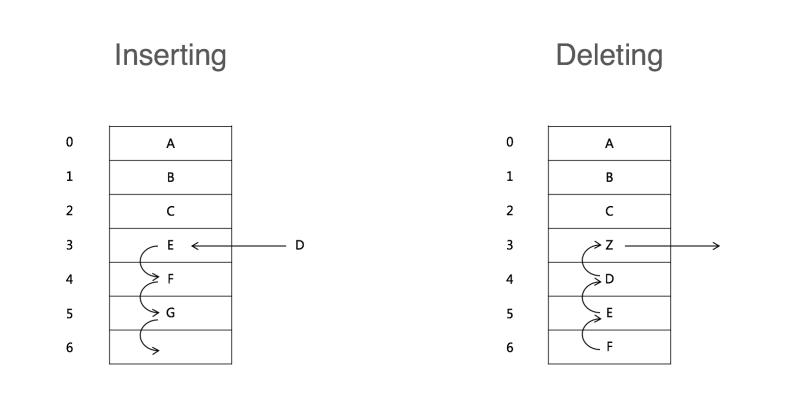 Inserting
0 A
1 B
2 C
3 E D
4 F
5 G
6
Deleting
0 A
1 B
2 C
3 Z
4 D
5 E
6 F